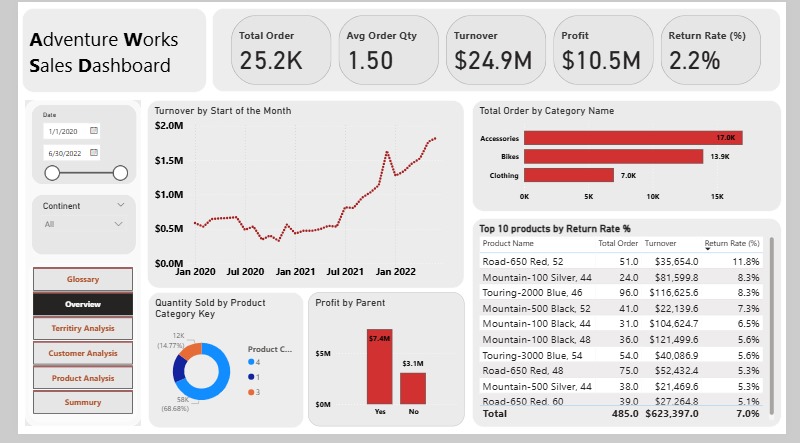 Adventure Works
Sales Dashboard
Total Order
25.2K
Avg Order Qty
1.50
Turnover
$24.9M
Profit
$10.5M
Return Rate (%)
2.2%
Date
1/1/2020
6/30/2022
Continent
All
Glossary
Overview
Territiry Analysis
Customer Analysis
Product Analysis
Summury
Turnover by Start of the Month
$2.0M
$1.5M
$1.0M
$0.5M
$0.0M
Jan 2020 Jul 2020 Jan 2021 Jul 2021 Jan 2022
Quantity Sold by Product
Category Key
12K
(14.77%)
58K
(68.68%)
Product C...
4
1
3
Profit by Parent
$5M
$0M
$7.4M
$3.1M
Yes No
Total Order by Category Name
Accessories 17.0K
Bikes 13.9K
Clothing 7.0K
0K 5K 10K 15K
Top 10 products by Return Rate %
Product Name Total Order Turnover Return Rate (%)
Road-650 Red, 52 51.0 $35,654.0 11.8%
Mountain-100 Silver, 44 24.0 $81,599.8 8.3%
Touring-2000 Blue, 46 96.0 $116,625.6 8.3%
Mountain-500 Black, 52 41.0 $22,139.6 7.3%
Mountain-100 Black, 44 31.0 $104,624.7 6.5%
Mountain-100 Black, 48 36.0 $121,499.6 5.6%
Touring-3000 Blue, 54 54.0 $40,086.9 5.6%
Road-650 Red, 48 75.0 $52,432.4 5.3%
Mountain-500 Silver, 44 38.0 $21,469.6 5.3%
Road-650 Red, 60 39.0 $27,264.8 5.1%
Total 485.0 $623,397.0 7.0%